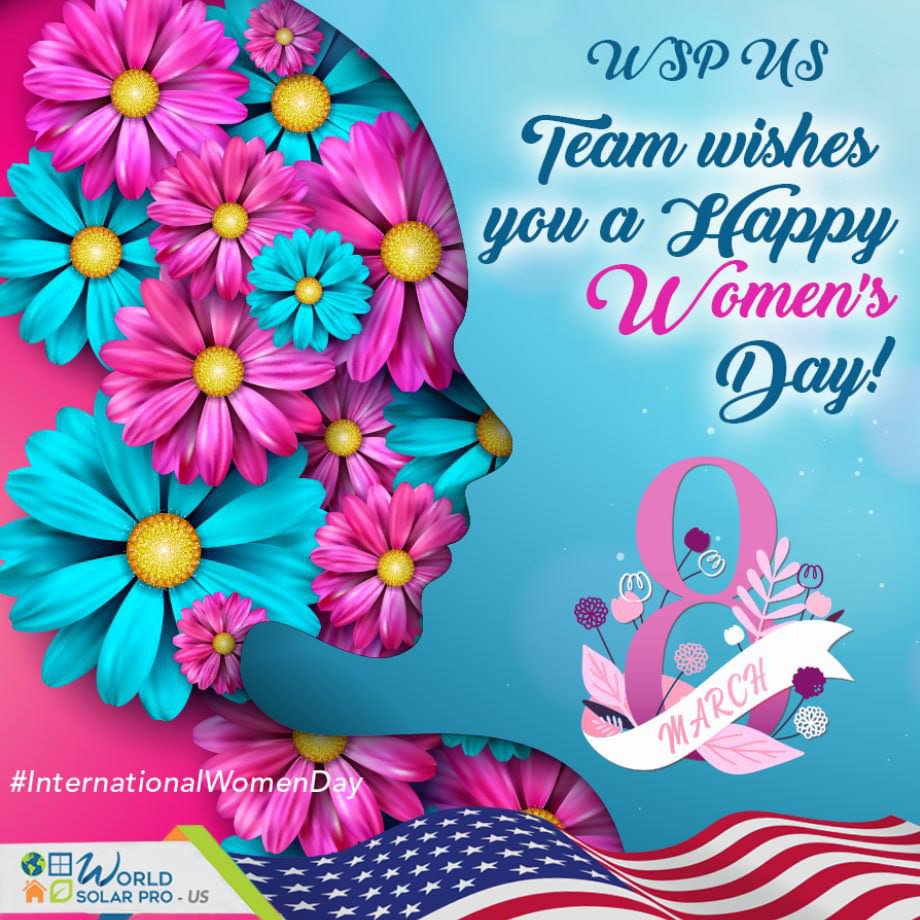 WSP US
Team wishes
you a Happy
Women's
Day!
8
MARCH
#InternationalWomenDay
WORLD
SOLAR PRO - US